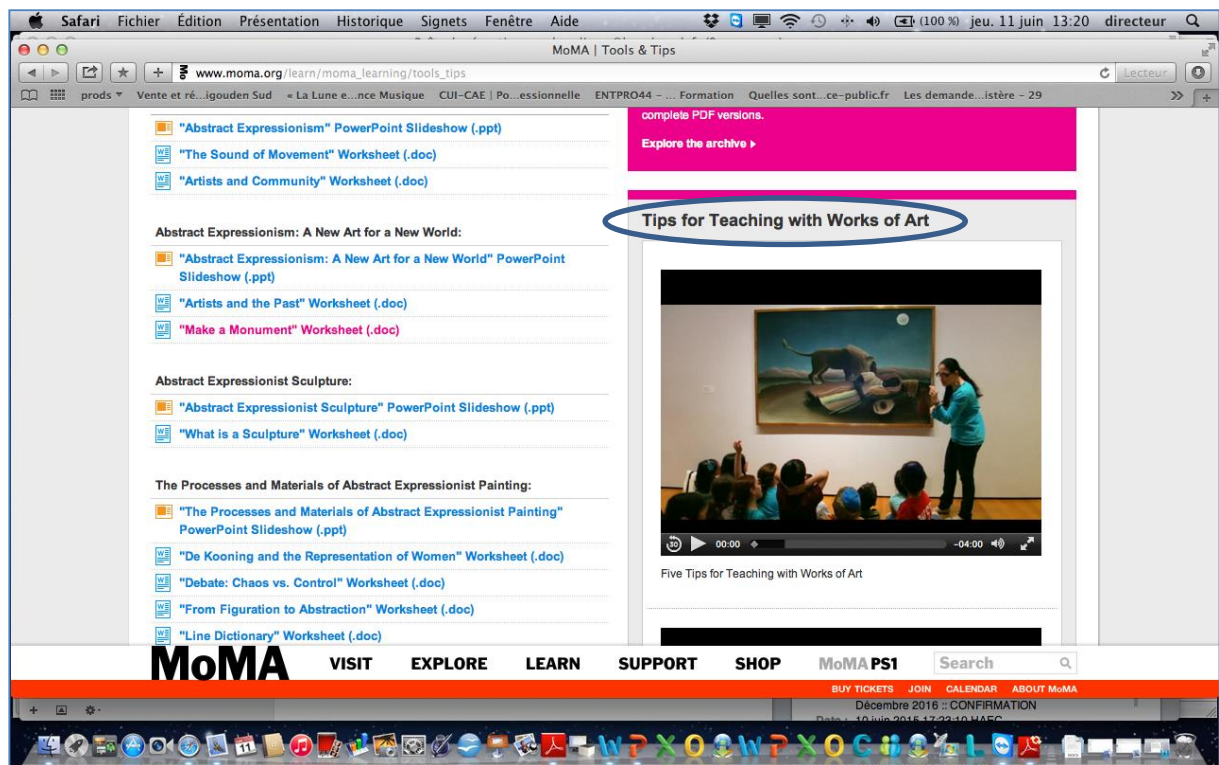 Safari Fichier Édition Présentation Historique Signets Fenêtre Aide (100 %) jeu. 11 juin 13:20 directeur
MoMA | Tools & Tips
www.moma.org/learn/moma_learning/tools_tips Lecteur
prods Vente et ré...igouden Sud « La Lune e...nce Musique CUI-CAE | Po...essionnelle ENTPRO44 - ... Formation Quelles sont...ce-public.fr Les demande...istère - 29
"Abstract Expressionism" PowerPoint Slideshow (.ppt)
"The Sound of Movement" Worksheet (.doc)
"Artists and Community" Worksheet (.doc)
Abstract Expressionism: A New Art for a New World:
"Abstract Expressionism: A New Art for a New World" PowerPoint
Slideshow (.ppt)
"Artists and the Past" Worksheet (.doc)
"Make a Monument" Worksheet (.doc)
Abstract Expressionist Sculpture:
"Abstract Expressionist Sculpture" PowerPoint Slideshow (.ppt)
"What is a Sculpture" Worksheet (.doc)
The Processes and Materials of Abstract Expressionist Painting:
"The Processes and Materials of Abstract Expressionist Painting"
PowerPoint Slideshow (.ppt)
"De Kooning and the Representation of Women" Worksheet (.doc)
"Debate: Chaos vs. Control" Worksheet (.doc)
"From Figuration to Abstraction" Worksheet (.doc)
"Line Dictionary" Worksheet (.doc)
complete PDF versions.
Explore the archive
Tips for Teaching with Works of Art
30 00:00 -04:00
Five Tips for Teaching with Works of Art
MoMA VISIT EXPLORE LEARN SUPPORT SHOP MoMA PS1 Search
BUY TICKETS JOIN CALENDAR ABOUT MoMA
Décembre 2016 :: CONFIRMATION
10 juin 2015 17:23:10 HAEC